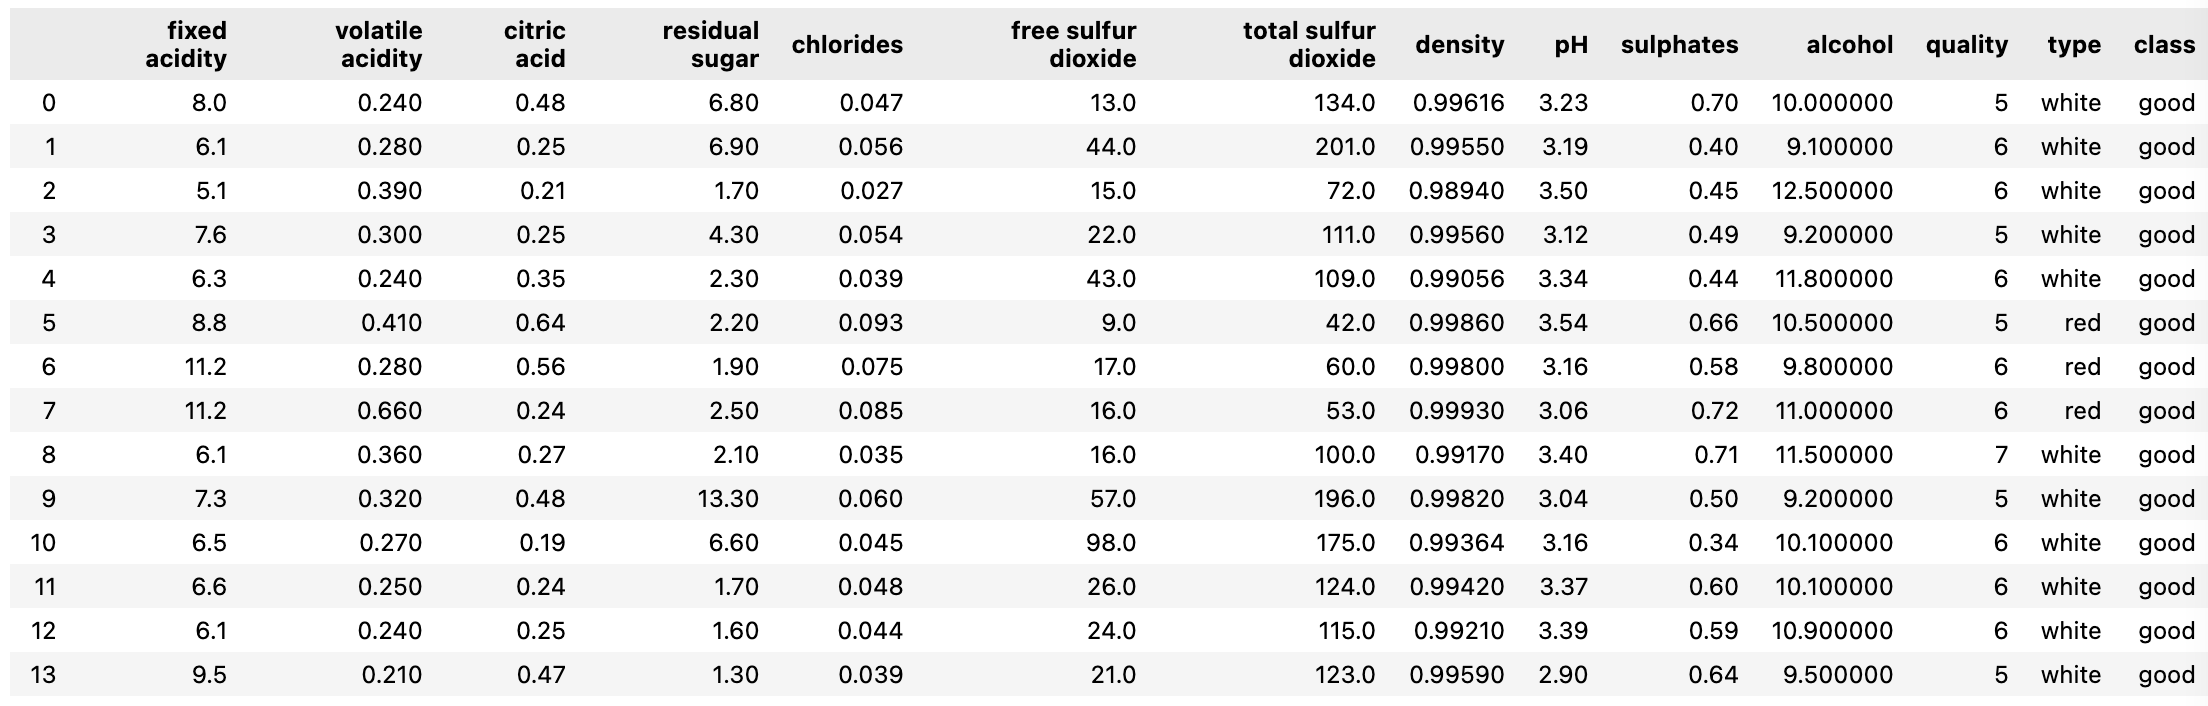 fixed acidity volatile acidity citric acid residual sugar chlorides free sulfur dioxide total sulfur dioxide density pH sulphates alcohol quality type class
0 8.0 0.240 0.48 6.80 0.047 13.0 134.0 0.99616 3.23 0.70 10.000000 5 white good
1 6.1 0.280 0.25 6.90 0.056 44.0 201.0 0.99550 3.19 0.40 9.100000 6 white good
2 5.1 0.390 0.21 1.70 0.027 15.0 72.0 0.98940 3.50 0.45 12.500000 6 white good
3 7.6 0.300 0.25 4.30 0.054 22.0 111.0 0.99560 3.12 0.49 9.200000 5 white good
4 6.3 0.240 0.35 2.30 0.039 43.0 109.0 0.99056 3.34 0.44 11.800000 6 white good
5 8.8 0.410 0.64 2.20 0.093 9.0 42.0 0.99860 3.54 0.66 10.500000 5 red good
6 11.2 0.280 0.56 1.90 0.075 17.0 60.0 0.99800 3.16 0.58 9.800000 6 red good
7 11.2 0.660 0.24 2.50 0.085 16.0 53.0 0.99930 3.06 0.72 11.000000 6 red good
8 6.1 0.360 0.27 2.10 0.035 16.0 100.0 0.99170 3.40 0.71 11.500000 7 white good
9 7.3 0.320 0.48 13.30 0.060 57.0 196.0 0.99820 3.04 0.50 9.200000 5 white good
10 6.5 0.270 0.19 6.60 0.045 98.0 175.0 0.99364 3.16 0.34 10.100000 6 white good
11 6.6 0.250 0.24 1.70 0.048 26.0 124.0 0.99420 3.37 0.60 10.100000 6 white good
12 6.1 0.240 0.25 1.60 0.044 24.0 115.0 0.99210 3.39 0.59 10.900000 6 white good
13 9.5 0.210 0.47 1.30 0.039 21.0 123.0 0.99590 2.90 0.64 9.500000 5 white good